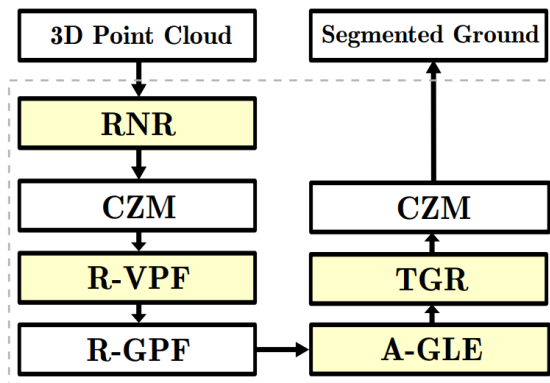 3D Point Cloud
RNR
CZM
R-VPF
R-GPF
A-GLE
TGR
CZM
Segmented Ground